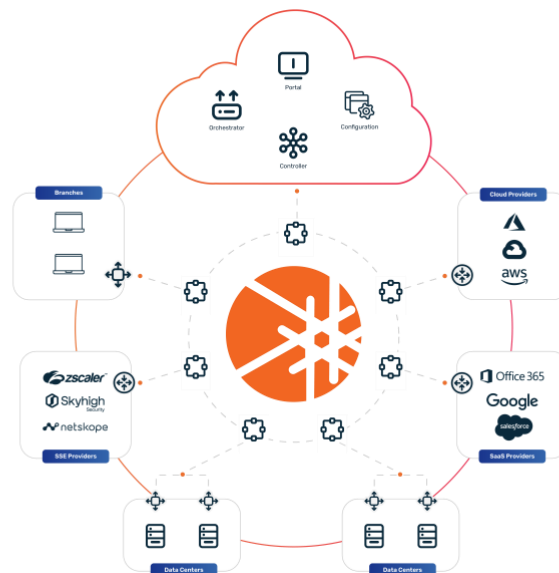 Portal
Orchestrator
Configuration
Controller
Branches
Cloud Providers
aws
zscaler
Skyhigh
Security
netskope
SSE Providers
Office 365
Google
salesforce
SaaS Providers
Data Centers
Data Centers